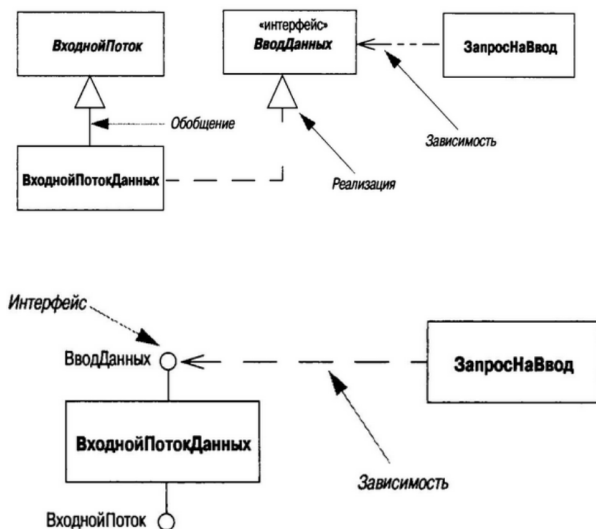 ВходнойПоток
«интерфейс»
ВводДанных
ЗапросНаВвод
Обобщение
Зависимость
ВходнойПотокДанных
Реализация
Интерфейс
ВводДанных
ЗапросНаВвод
ВходнойПотокДанных
Зависимость
ВходнойПоток